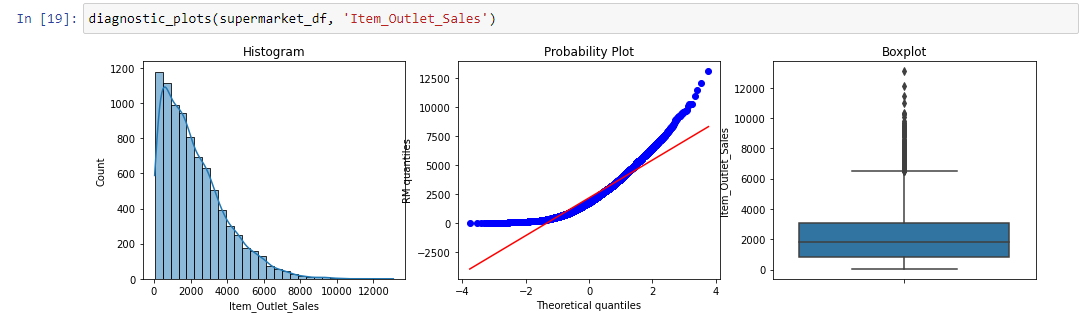 In [19]: diagnostic_plots(supermarket_df, 'Item_Outlet_Sales')
Histogram
1200
1000
800
600
400
200
0
Count
0 2000 4000 6000 8000 10000 12000
Item_Outlet_Sales
Probability Plot
12500
10000
7500
5000
2500
0
−2500
RM quantiles
−4 −2 0 2 4
Theoretical quantiles
Boxplot
12000
10000
8000
6000
4000
2000
0
Item_Outlet_Sales